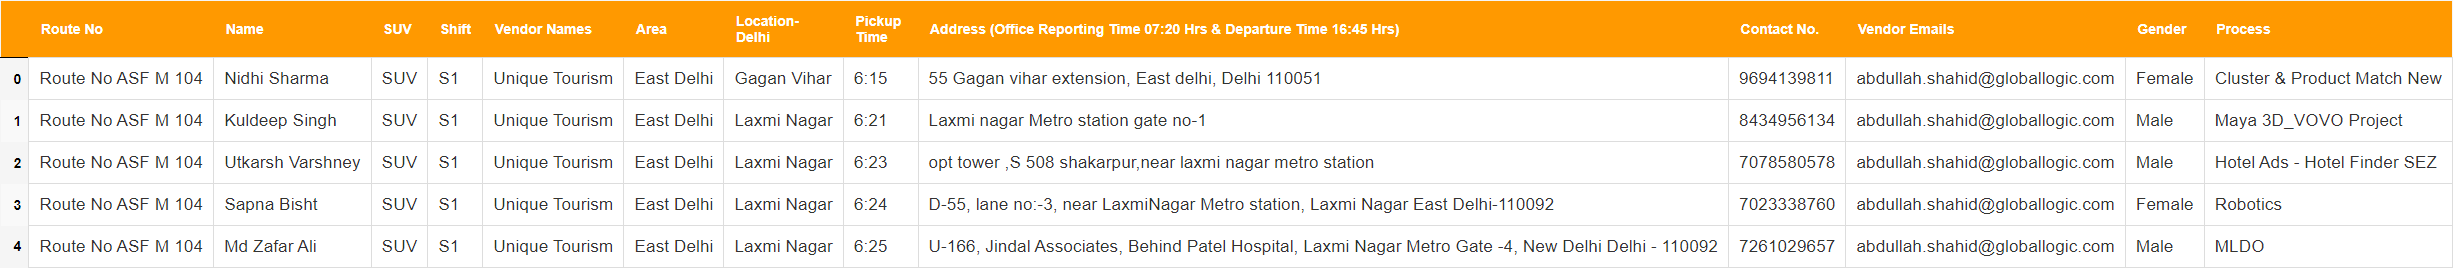 Route No Name SUV Shift Vendor Names Area Location-Delhi Pickup Time Address (Office Reporting Time 07:20 Hrs & Departure Time 16:45 Hrs) Contact No. Vendor Emails Gender Process
0 Route No ASF M 104 Nidhi Sharma SUV S1 Unique Tourism East Delhi Gagan Vihar 6:15 55 Gagan vihar extension, East delhi, Delhi 110051 9694139811 abdullah.shahid@globallogic.com Female Cluster & Product Match New
1 Route No ASF M 104 Kuldeep Singh SUV S1 Unique Tourism East Delhi Laxmi Nagar 6:21 Laxmi nagar Metro station gate no-1 8434956134 abdullah.shahid@globallogic.com Male Maya 3D_VOVO Project
2 Route No ASF M 104 Utkarsh Varshney SUV S1 Unique Tourism East Delhi Laxmi Nagar 6:23 opt tower ,S 508 shakarpur,near laxmi nagar metro station 7078580578 abdullah.shahid@globallogic.com Male Hotel Ads - Hotel Finder SEZ
3 Route No ASF M 104 Sapna Bisht SUV S1 Unique Tourism East Delhi Laxmi Nagar 6:24 D-55, lane no:-3, near LaxmiNagar Metro station, Laxmi Nagar East Delhi-110092 7023338760 abdullah.shahid@globallogic.com Female Robotics
4 Route No ASF M 104 Md Zafar Ali SUV S1 Unique Tourism East Delhi Laxmi Nagar 6:25 U-166, Jindal Associates, Behind Patel Hospital, Laxmi Nagar Metro Gate -4, New Delhi Delhi - 110092 7261029657 abdullah.shahid@globallogic.com Male MLDO